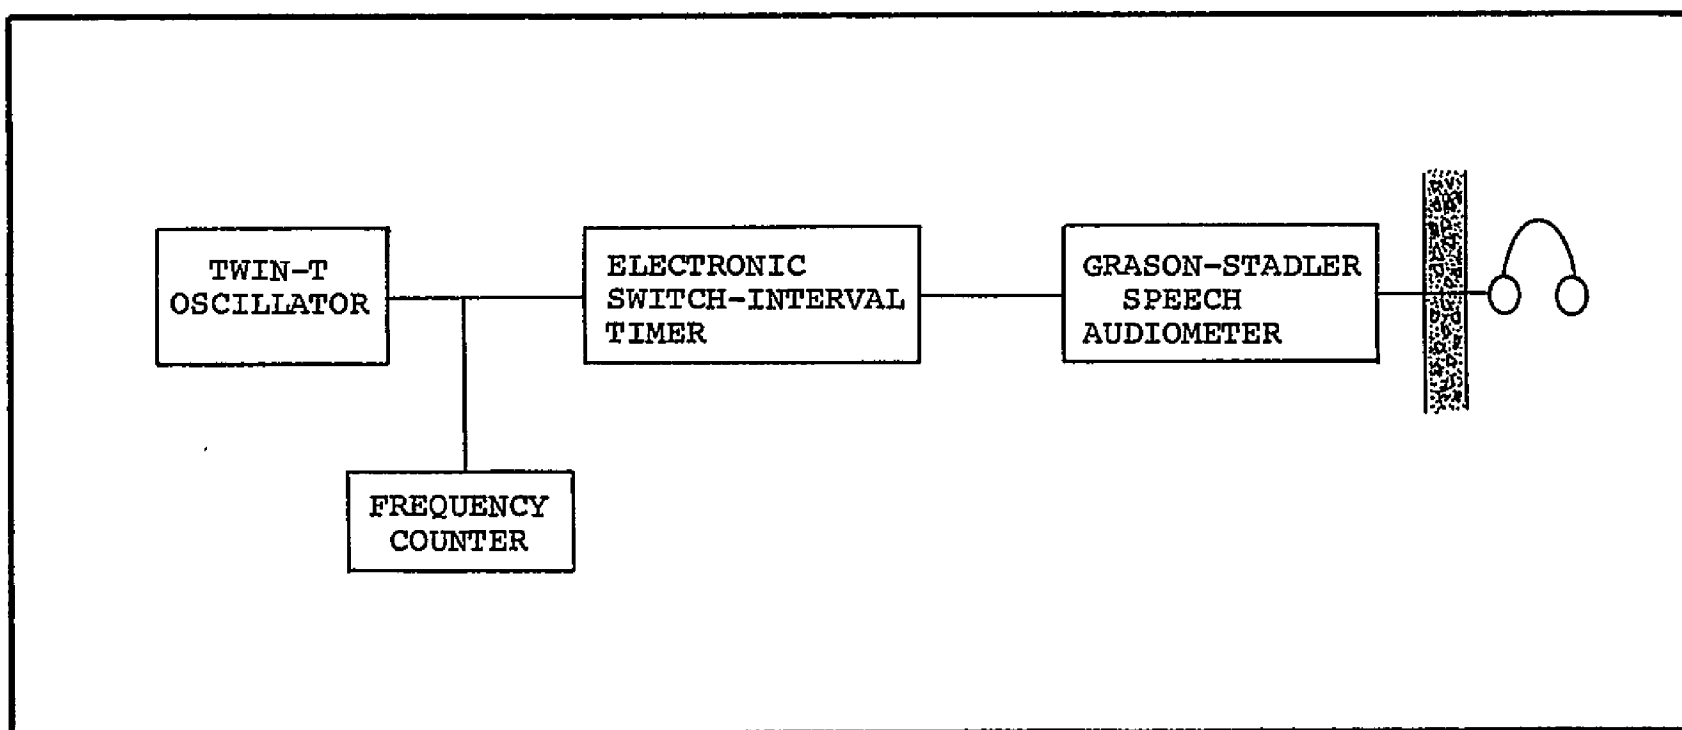 TWIN-T
OSCILLATOR
FREQUENCY
COUNTER
ELECTRONIC
SWITCH-INTERVAL
TIMER
GRASON-STADLER
SPEECH
AUDIOMETER